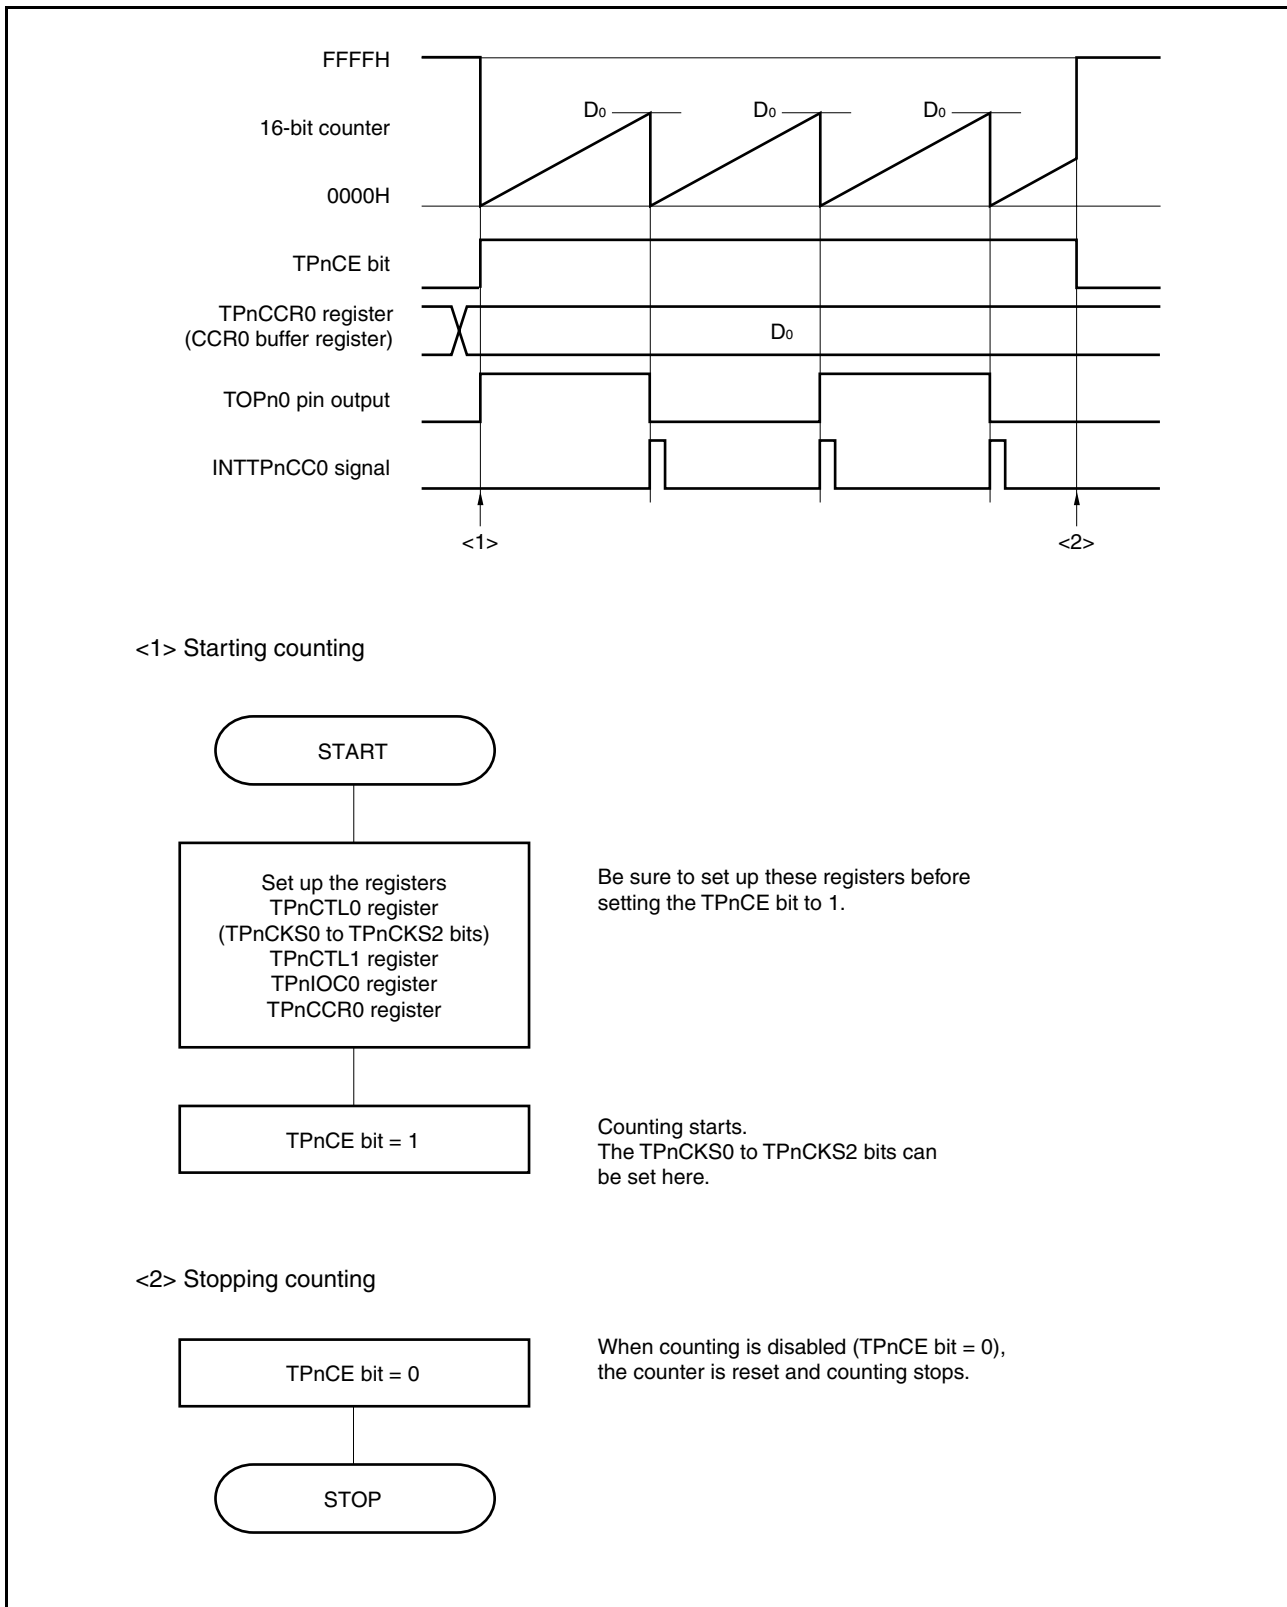 FFFFH
D0 D0 D0
16-bit counter
0000H
TPnCE bit
TPnCCR0 register
(CCR0 buffer register)
D0
TOPn0 pin output
INTTPnCC0 signal
<1> <2>
<1> Starting counting
START
Set up the registers
TPnCTL0 register
(TPnCKS0 to TPnCKS2 bits)
TPnCTL1 register
TPnIOC0 register
TPnCCR0 register
Be sure to set up these registers before
setting the TPnCE bit to 1.
TPnCE bit = 1
Counting starts.
The TPnCKS0 to TPnCKS2 bits can
be set here.
<2> Stopping counting
TPnCE bit = 0
When counting is disabled (TPnCE bit = 0),
the counter is reset and counting stops.
STOP